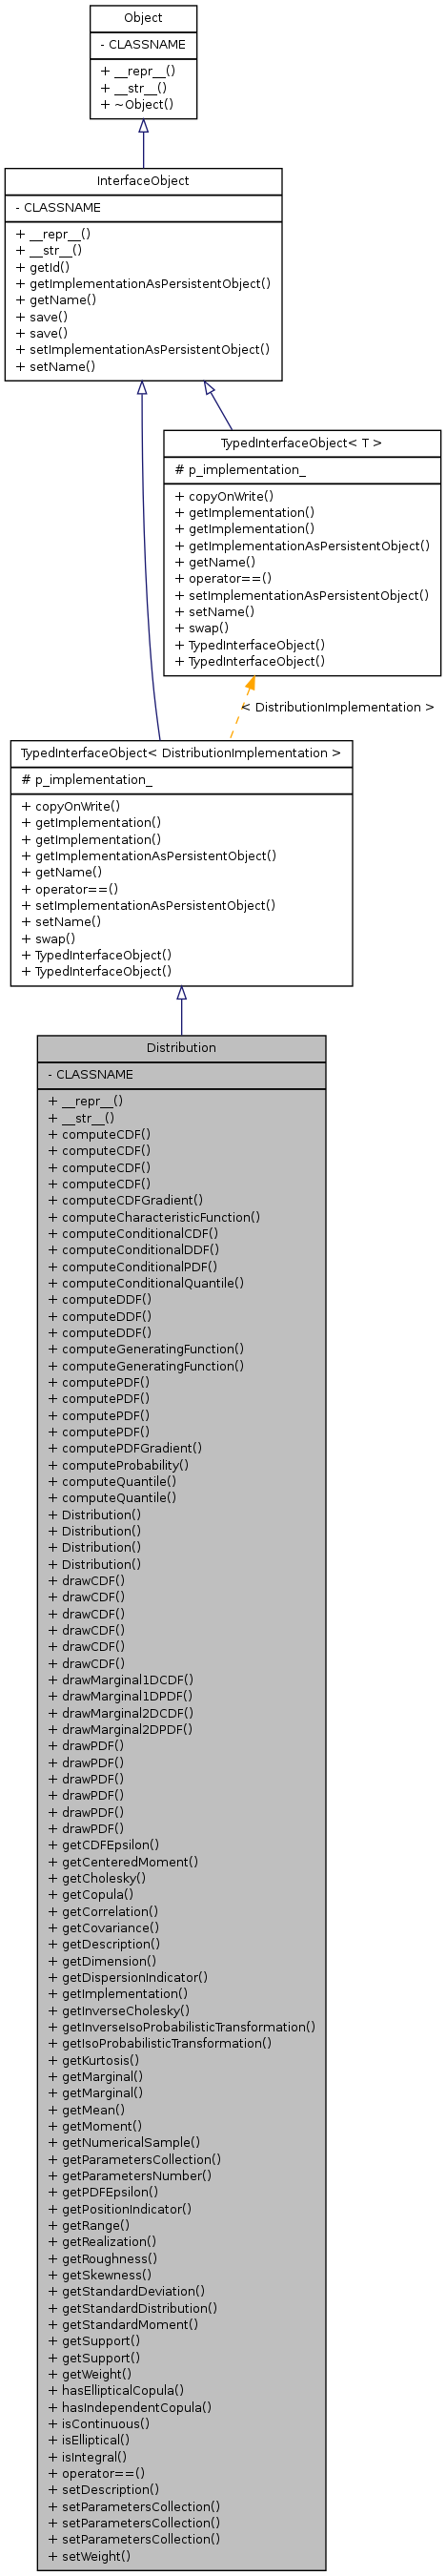 Object
- CLASSNAME
+ __repr__()
+ __str__()
+ ~Object()
InterfaceObject
- CLASSNAME
+ __repr__()
+ __str__()
+ getId()
+ getImplementationAsPersistentObject()
+ getName()
+ save()
+ save()
+ setImplementationAsPersistentObject()
+ setName()
TypedInterfaceObject< T >
# p_implementation_
+ copyOnWrite()
+ getImplementation()
+ getImplementation()
+ getImplementationAsPersistentObject()
+ getName()
+ operator==()
+ setImplementationAsPersistentObject()
+ setName()
+ swap()
+ TypedInterfaceObject()
+ TypedInterfaceObject()
< DistributionImplementation >
TypedInterfaceObject< DistributionImplementation >
# p_implementation_
+ copyOnWrite()
+ getImplementation()
+ getImplementation()
+ getImplementationAsPersistentObject()
+ getName()
+ operator==()
+ setImplementationAsPersistentObject()
+ setName()
+ swap()
+ TypedInterfaceObject()
+ TypedInterfaceObject()
Distribution
- CLASSNAME
+ __repr__()
+ __str__()
+ computeCDF()
+ computeCDF()
+ computeCDF()
+ computeCDF()
+ computeCDFGradient()
+ computeCharacteristicFunction()
+ computeConditionalCDF()
+ computeConditionalDDF()
+ computeConditionalPDF()
+ computeConditionalQuantile()
+ computeDDF()
+ computeDDF()
+ computeDDF()
+ computeGeneratingFunction()
+ computeGeneratingFunction()
+ computePDF()
+ computePDF()
+ computePDF()
+ computePDF()
+ computePDFGradient()
+ computeProbability()
+ computeQuantile()
+ computeQuantile()
+ Distribution()
+ Distribution()
+ Distribution()
+ Distribution()
+ drawCDF()
+ drawCDF()
+ drawCDF()
+ drawCDF()
+ drawCDF()
+ drawCDF()
+ drawMarginal1DCDF()
+ drawMarginal1DPDF()
+ drawMarginal2DCDF()
+ drawMarginal2DPDF()
+ drawPDF()
+ drawPDF()
+ drawPDF()
+ drawPDF()
+ drawPDF()
+ drawPDF()
+ getCDFEpsilon()
+ getCenteredMoment()
+ getCholesky()
+ getCopula()
+ getCorrelation()
+ getCovariance()
+ getDescription()
+ getDimension()
+ getDispersionIndicator()
+ getImplementation()
+ getInverseCholesky()
+ getInverseIsoProbabilisticTransformation()
+ getIsoProbabilisticTransformation()
+ getKurtosis()
+ getMarginal()
+ getMarginal()
+ getMean()
+ getMoment()
+ getNumericalSample()
+ getParametersCollection()
+ getParametersNumber()
+ getPDFEpsilon()
+ getPositionIndicator()
+ getRange()
+ getRealization()
+ getRoughness()
+ getSkewness()
+ getStandardDeviation()
+ getStandardDistribution()
+ getStandardMoment()
+ getSupport()
+ getSupport()
+ getWeight()
+ hasEllipticalCopula()
+ hasIndependentCopula()
+ isContinuous()
+ isElliptical()
+ isIntegral()
+ operator==()
+ setDescription()
+ setParametersCollection()
+ setParametersCollection()
+ setParametersCollection()
+ setWeight()